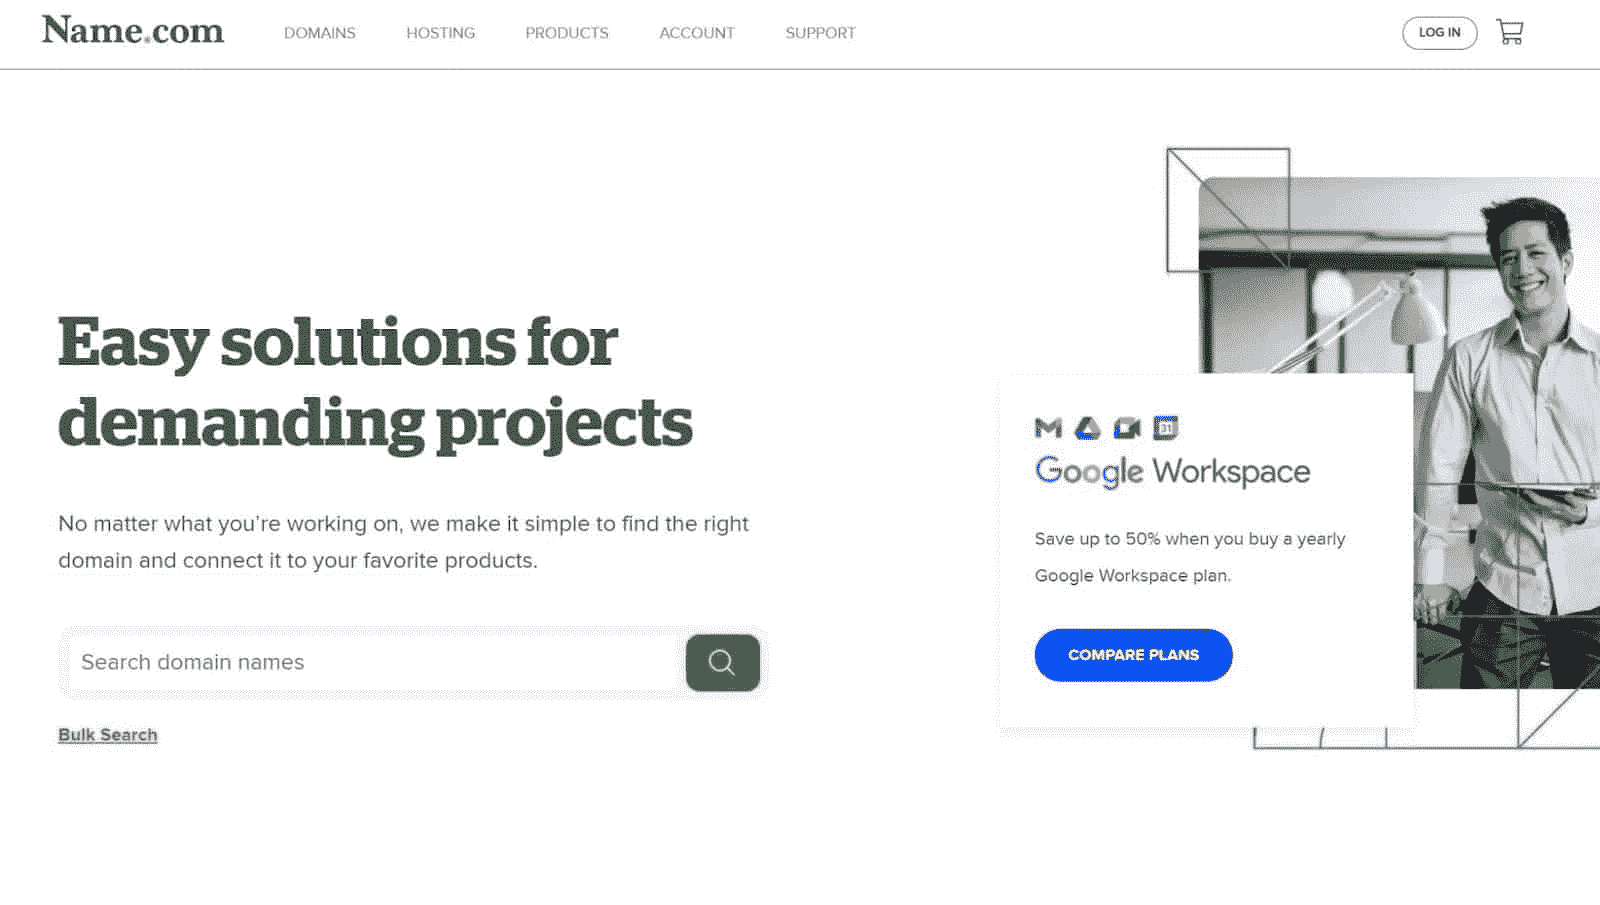 Name.com
DOMAINS
HOSTING
PRODUCTS
ACCOUNT
SUPPORT
LOG IN
Easy solutions for
demanding projects
No matter what you’re working on, we make it simple to find the right
domain and connect it to your favorite products.
Search domain names
Bulk Search
31
Google Workspace
Save up to 50% when you buy a yearly
Google Workspace plan.
COMPARE PLANS